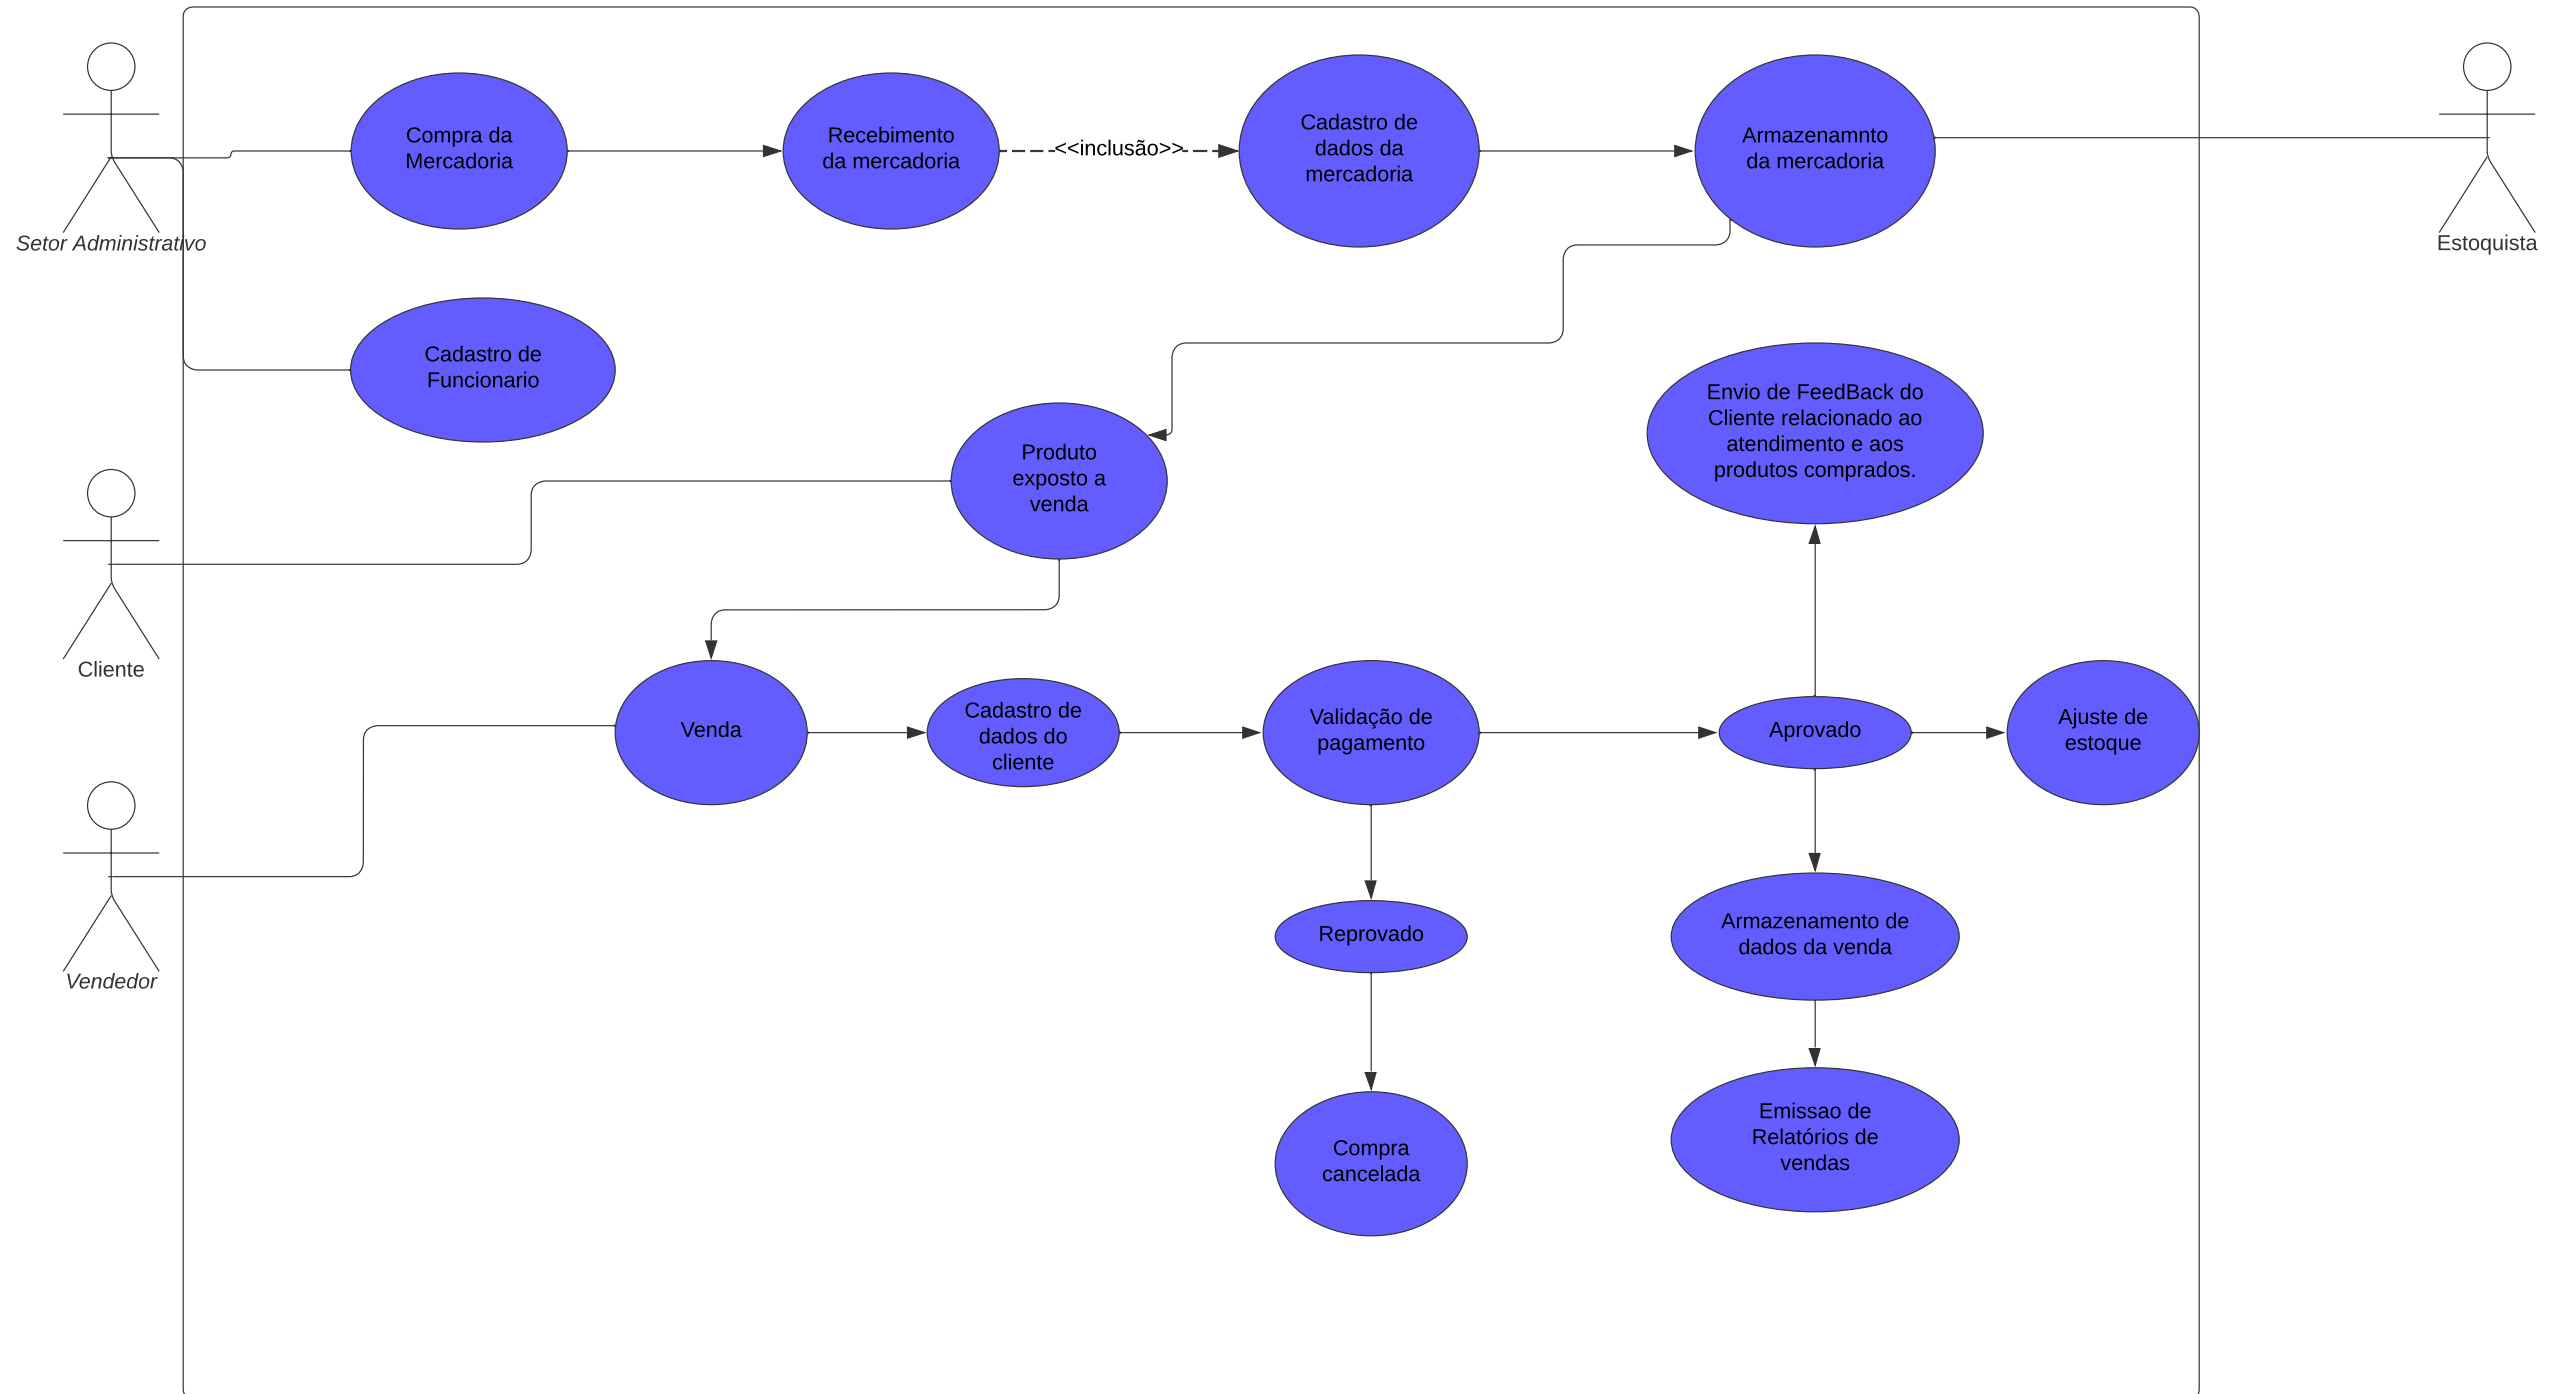 Setor Administrativo
Compra da
Mercadoria
Recebimento
da mercadoria
<<inclusão>>
Cadastro de
dados da
mercadoria
Armazenamnto
da mercadoria
Estoquista
Cadastro de
Funcionario
Produto
exposto a
venda
Envio de FeedBack do
Cliente relacionado ao
atendimento e aos
produtos comprados.
Cliente
Venda
Cadastro de
dados do
cliente
Validação de
pagamento
Aprovado
Ajuste de
estoque
Vendedor
Reprovado
Armazenamento de
dados da venda
Compra
cancelada
Emissao de
Relatórios de
vendas